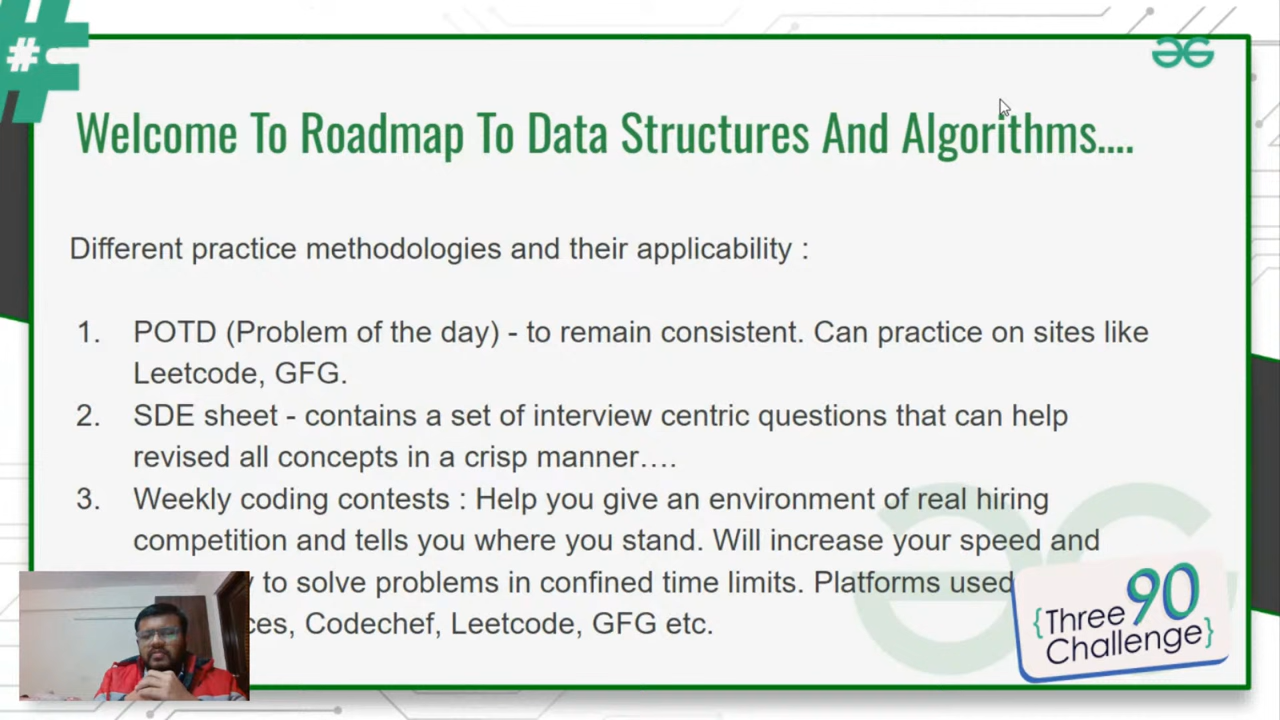 #
Welcome To Roadmap To Data Structures And Algorithms....
Different practice methodologies and their applicability :
1. POTD (Problem of the day) - to remain consistent. Can practice on sites like
Leetcode, GFG.
2. SDE sheet - contains a set of interview centric questions that can help
revised all concepts in a crisp manner….
3. Weekly coding contests : Help you give an environment of real hiring
competition and tells you where you stand. Will increase your speed and
to solve problems in confined time limits. Platforms used
Codechef, Leetcode, GFG etc.
{Three 90
Challenge}